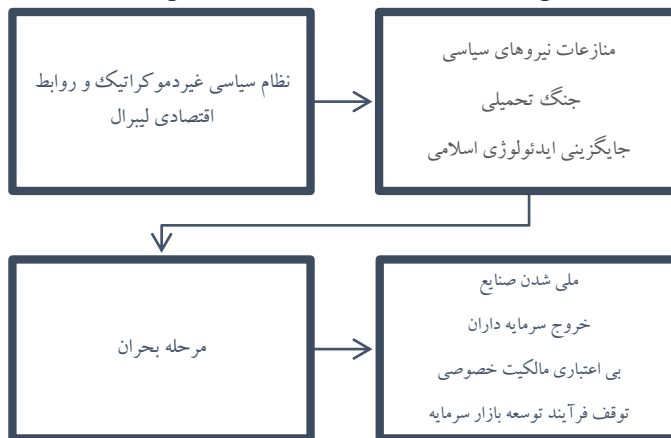 نظام سیاسی غیردموکراتیک و روابط
اقتصادی لیبرال
منازعات نیروهای سیاسی
جنگ تحمیلی
جایگزینی ایدئولوژی اسلامی
مرحله بحران
ملی شدن صنایع
خروج سرمایه داران
بی اعتباری مالکیت خصوصی
توقف فرآیند توسعه بازار سرمایه